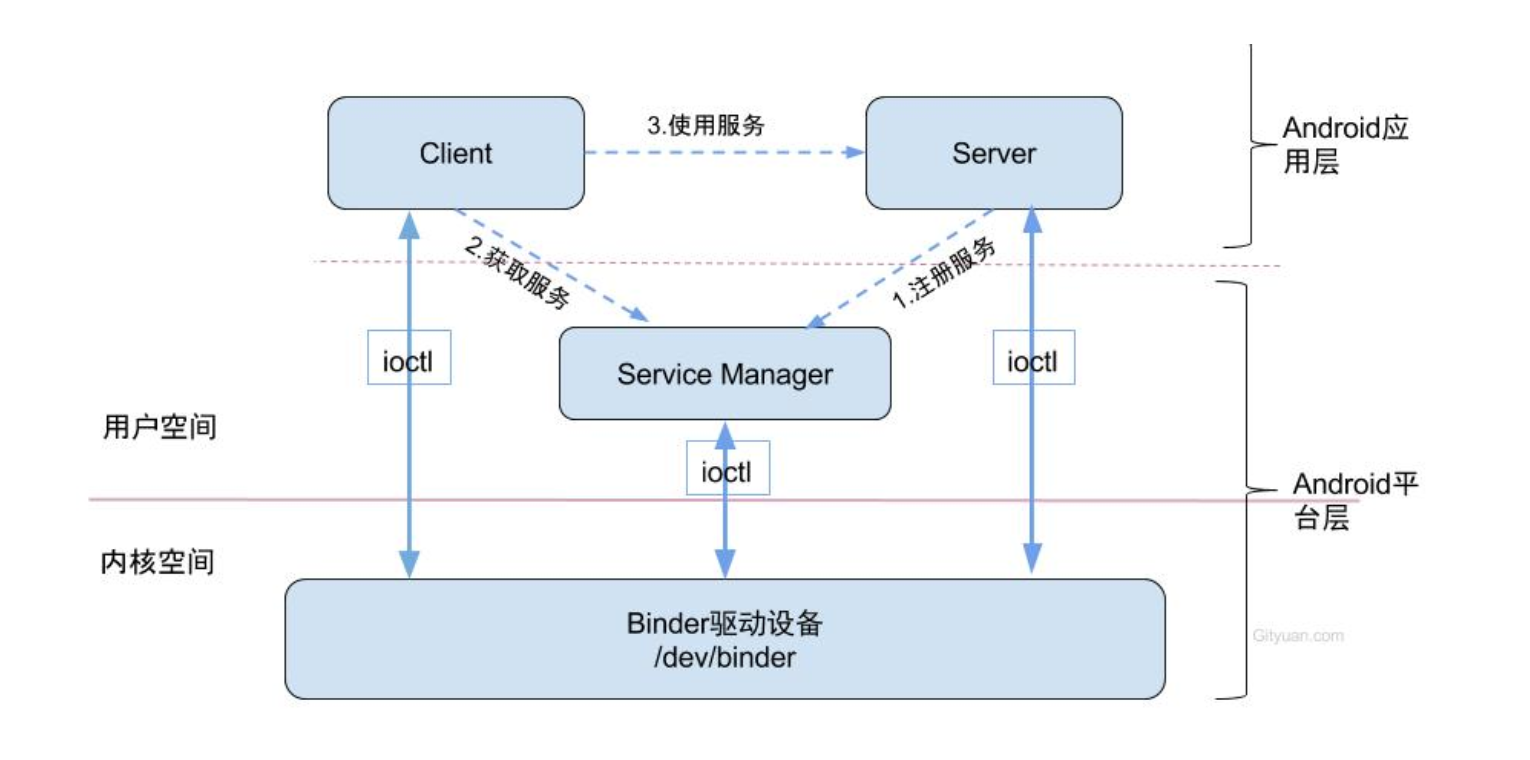 Client
3.使用服务
Server
Android应
用层
2.获取服务
1.注册服务
ioctl
Service Manager
ioctl
用户空间
ioctl
Android平
台层
内核空间
Binder驱动设备
/dev/binder
Gityuan.com